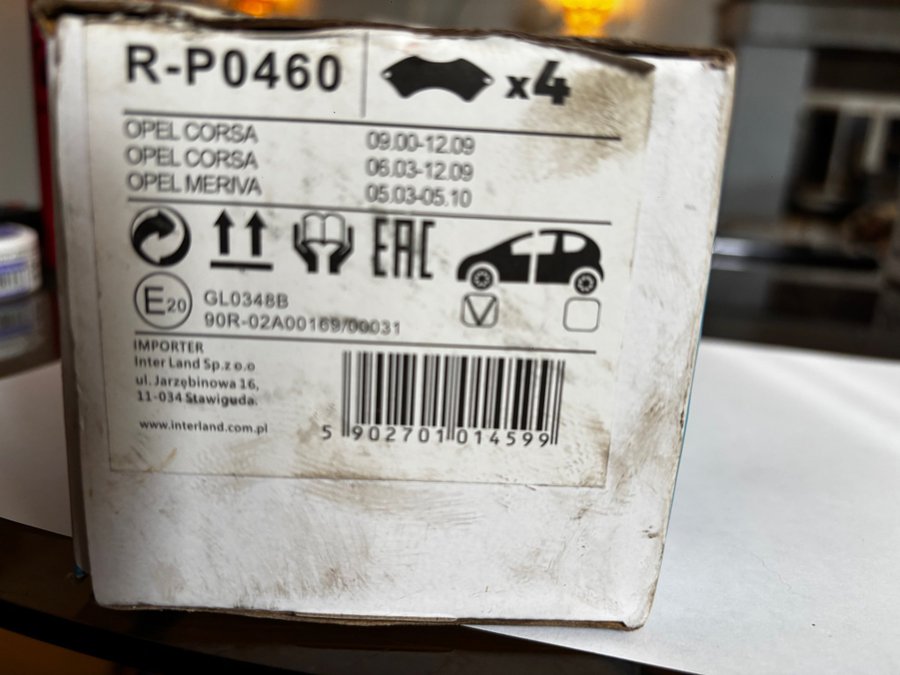 R-P0460
x4
OPEL CORSA 09.00-12.09
OPEL CORSA 06.03-12.09
OPEL MERIVA 05.03-05.10
EAC
E20
GL0348B
90R-02A00169/00031
IMPORTER
Inter Land Sp.z o.o
ul. Jarzębinowa 16,
11-034 Stawiguda.
www.interland.com.pl
5 902701 014599